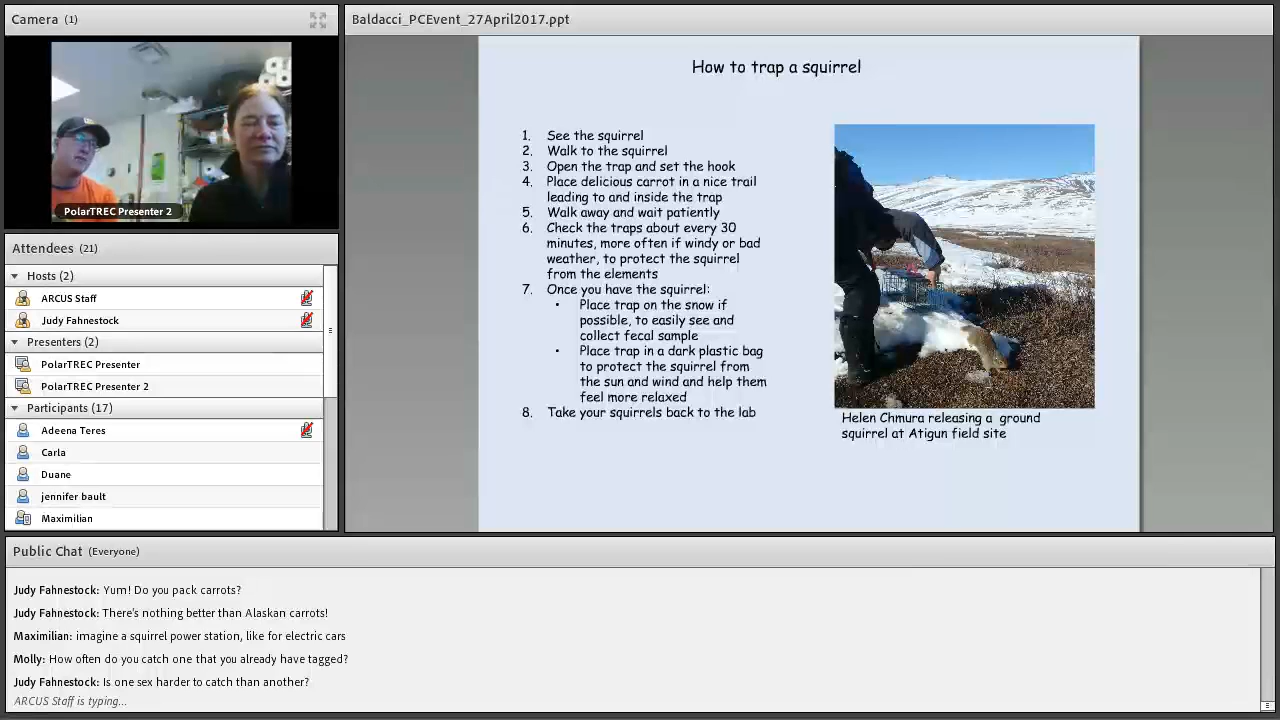 Camera (1)
PolarTREC Presenter 2
Attendees (21)
Hosts (2)
ARCUS Staff
Judy Fahnestock
Presenters (2)
PolarTREC Presenter
PolarTREC Presenter 2
Participants (17)
Adeena Teres
Carla
Duane
jennifer bault
Maximilian
Baldacci_PCEvent_27April2017.ppt
How to trap a squirrel
1. See the squirrel
2. Walk to the squirrel
3. Open the trap and set the hook
4. Place delicious carrot in a nice trail
leading to and inside the trap
5. Walk away and wait patiently
6. Check the traps about every 30
minutes, more often if windy or bad
weather, to protect the squirrel
from the elements
7. Once you have the squirrel:
• Place trap on the snow if
possible, to easily see and
collect fecal sample
• Place trap in a dark plastic bag
to protect the squirrel from
the sun and wind and help them
feel more relaxed
8. Take your squirrels back to the lab
Helen Chmura releasing a ground
squirrel at Atigun field site
Public Chat (Everyone)
Judy Fahnestock: Yum! Do you pack carrots?
Judy Fahnestock: There's nothing better than Alaskan carrots!
Maximilian: imagine a squirrel power station, like for electric cars
Molly: How often do you catch one that you already have tagged?
Judy Fahnestock: Is one sex harder to catch than another?
ARCUS Staff is typing...